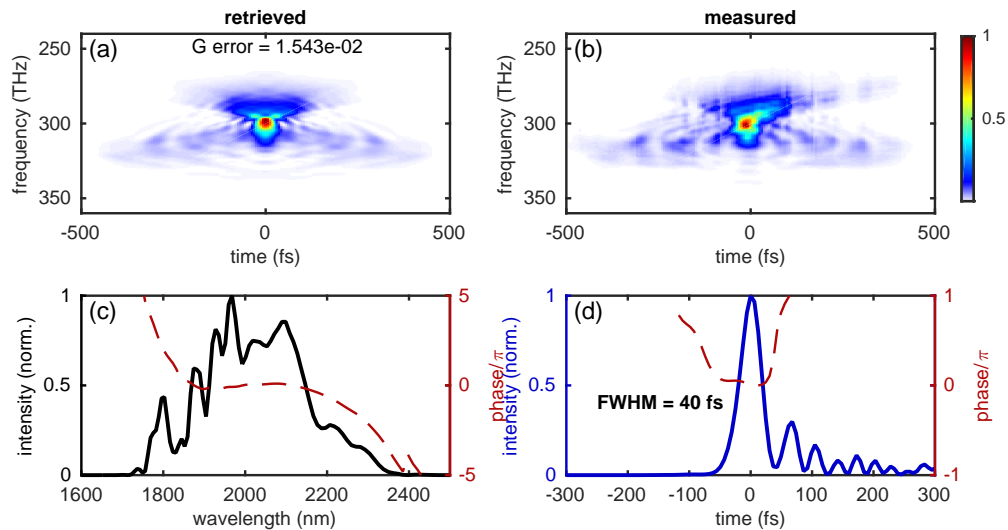 retrieved
measured
(a)
G error = 1.543e-02
(b)
250
300
350
frequency (THz)
-500
0
500
time (fs)
250
300
350
frequency (THz)
-500
0
500
time (fs)
1
0.5
(c)
1
0.5
0
intensity (norm.)
5
0
-5
phase/π
1600
1800
2000
2200
2400
wavelength (nm)
(d)
FWHM = 40 fs
1
0.5
0
intensity (norm.)
1
0
-1
phase/π
-300
-200
-100
0
100
200
300
time (fs)